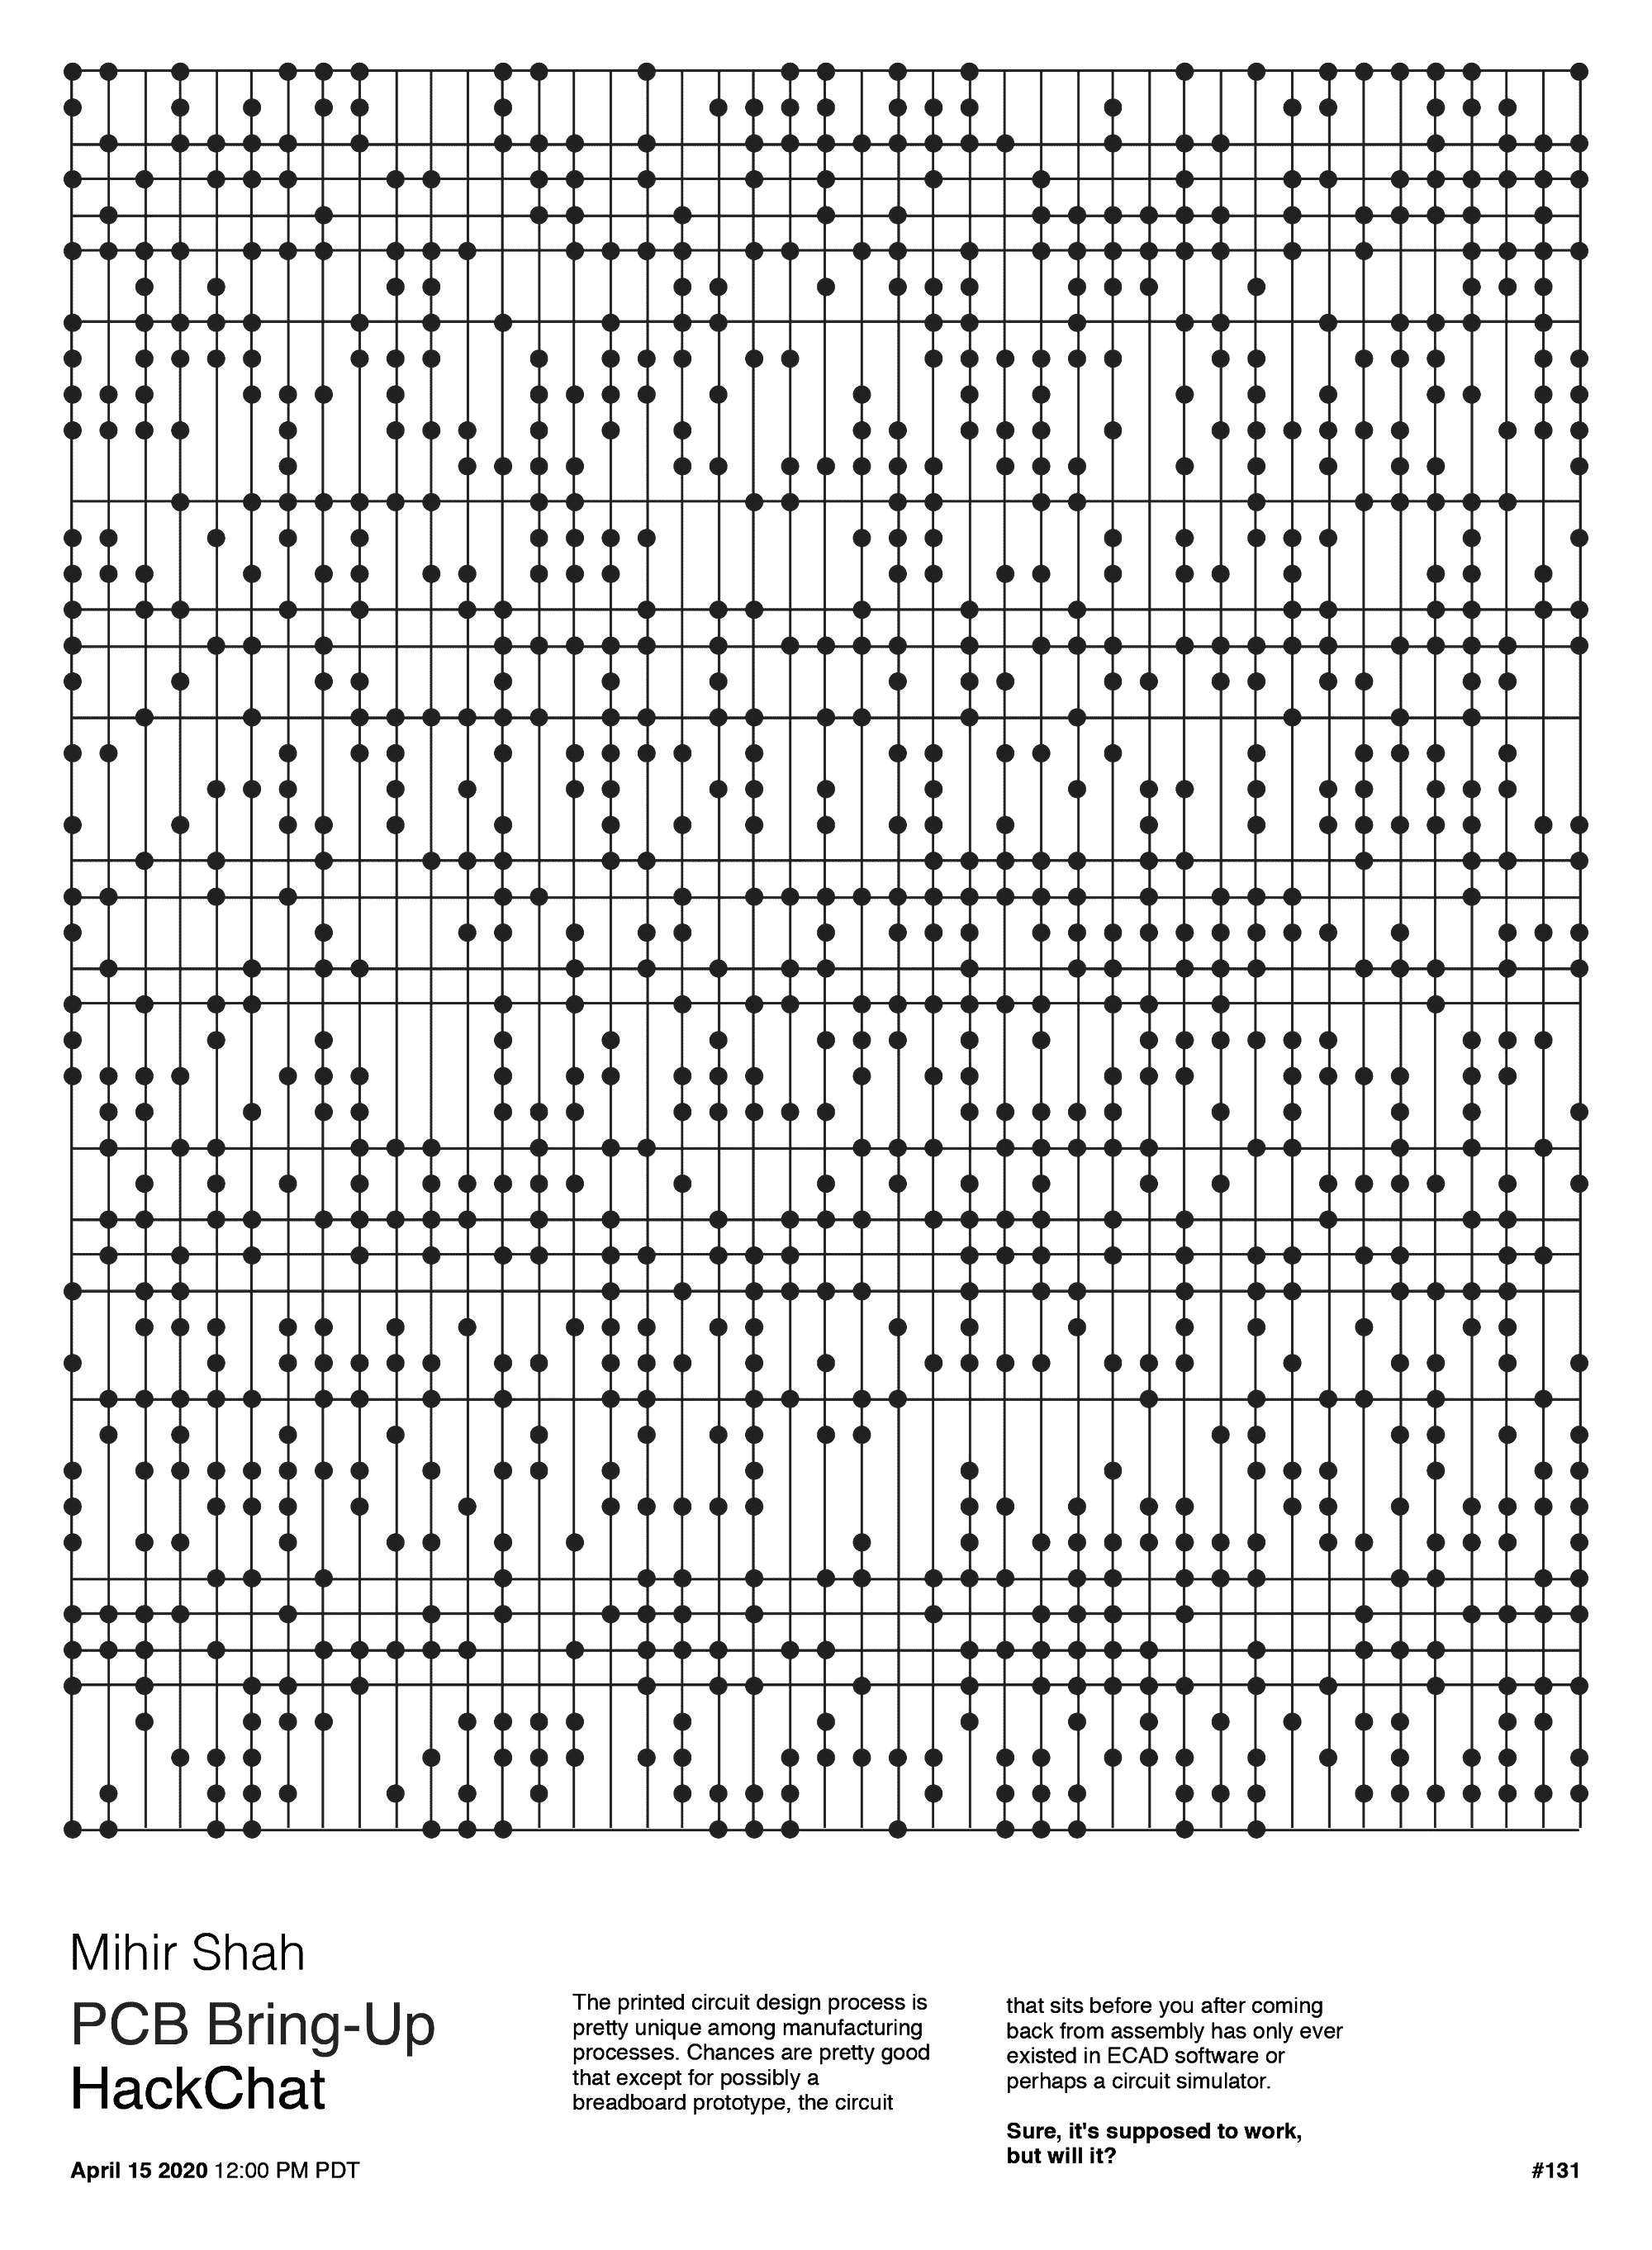 Mihir Shah
PCB Bring-Up
HackChat
April 15 2020 12:00 PM PDT
The printed circuit design process is
pretty unique among manufacturing
processes. Chances are pretty good
that except for possibly a
breadboard prototype, the circuit
that sits before you after coming
back from assembly has only ever
existed in ECAD software or
perhaps a circuit simulator.
Sure, it's supposed to work,
but will it?
#131